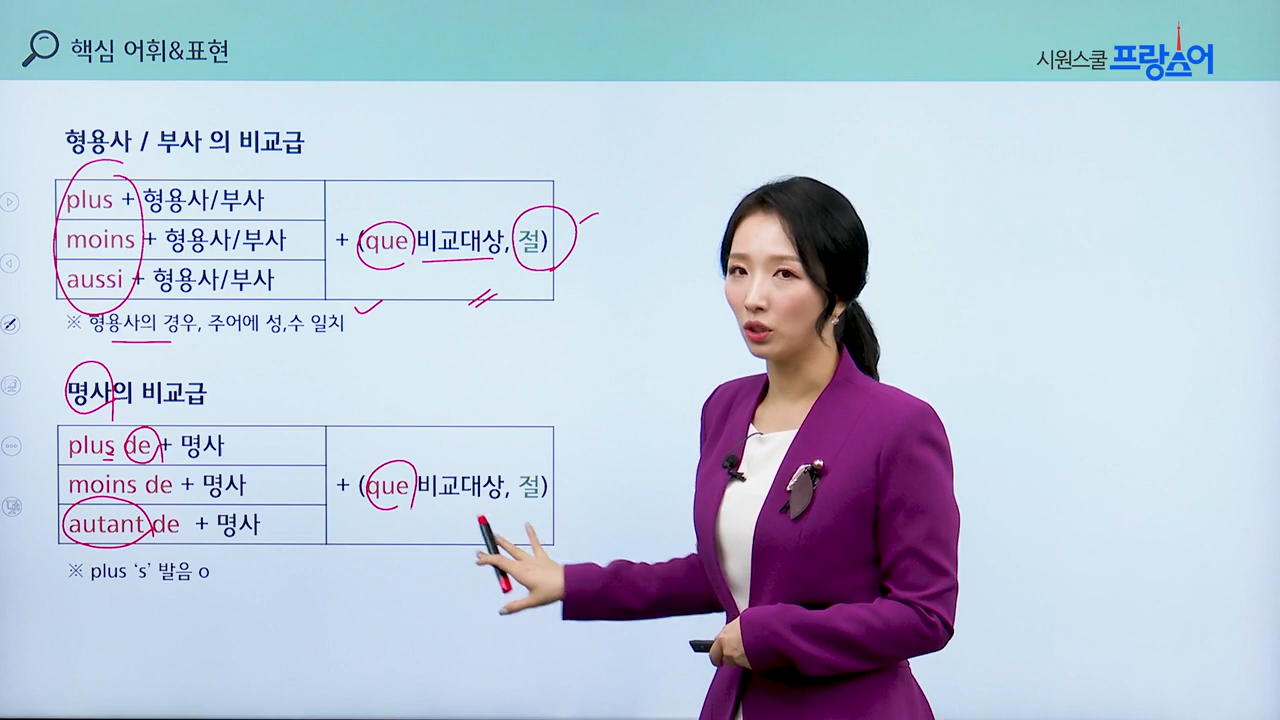 핵심 어휘&표현
시원스쿨 프랑스어
형용사 / 부사 의 비교급
plus + 형용사/부사
moins + 형용사/부사
aussi + 형용사/부사
+ (que 비교대상, 절)
※ 형용사의 경우, 주어에 성,수 일치
명사의 비교급
plus de + 명사
moins de + 명사
autant de + 명사
+ (que 비교대상, 절)
※ plus ‘s’ 발음 o